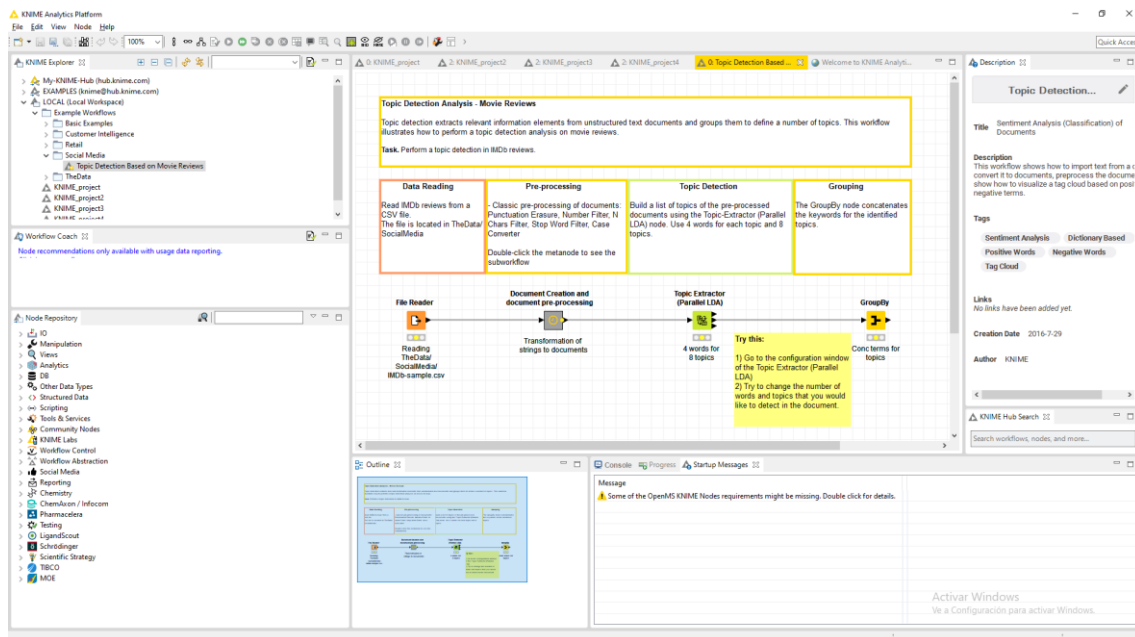 KNIME Analytics Platform
File Edit View Node Help
100%
Quick Acce
KNIME Explorer
My-KNIME-Hub (hub.knime.com)
EXAMPLES (knime@hub.knime.com)
LOCAL (Local Workspace)
Example Workflows
Basic Examples
Customer Intelligence
Retail
Social Media
Topic Detection Based on Movie Reviews
TheData
KNIME_project
KNIME_project2
KNIME_project3
KNIME_project4
Workflow Coach
Node recommendations only available with usage data reporting.
Node Repository
IO
Manipulation
Views
Analytics
DB
Other Data Types
Structured Data
Scripting
Tools & Services
Community Nodes
KNIME Labs
Workflow Control
Workflow Abstraction
Social Media
Reporting
Chemistry
ChemAxon / Infocom
Pharmacelera
Testing
LigandScout
Schrödinger
Scientific Strategy
TIBCO
MOE
0: KNIME_project
2: KNIME_project2
2: KNIME_project3
2: KNIME_project4
0: Topic Detection Based ...
Welcome to KNIME Analyti...
Topic Detection Analysis - Movie Reviews
Topic detection extracts relevant information elements from unstructured text documents and groups them to define a number of topics. This workflow
illustrates how to perform a topic detection analysis on movie reviews.
Task. Perform a topic detection in IMDb reviews.
Data Reading
Read IMDb reviews from a
CSV file.
The file is located in TheData/
SocialMedia
Pre-processing
- Classic pre-processing of documents:
Punctuation Erasure, Number Filter, N
Chars Filter, Stop Word Filter, Case
Converter
Double-click the metanode to see the
subworkflow
Topic Detection
Build a list of topics of the pre-processed
documents using the Topic-Extractor (Parallel
LDA) node. Use 4 words for each topic and 8
topics.
Grouping
The GroupBy node concatenates
the keywords for the identified
topics.
File Reader
Reading
TheData/
SocialMedia/
IMDb-sample.csv
Document Creation and
document pre-processing
Transformation of
strings to documents
Topic Extractor
(Parallel LDA)
4 words for
8 topics
GroupBy
Conc terms for
topics
Try this:
1) Go to the configuration window
of the Topic Extractor (Parallel
LDA)
2) Try to change the number of
words and topics that you would
like to detect in the document.
Outline
Console
Progress
Startup Messages
Message
Some of the OpenMS KNIME Nodes requirements might be missing. Double click for details.
Description
Topic Detection...
Title Sentiment Analysis (Classification) of
Documents
Description
This workflow shows how to import text from a c
convert it to documents, preprocess the docume
show how to visualize a tag cloud based on posi
negative terms.
Tags
Sentiment Analysis Dictionary Based
Positive Words Negative Words
Tag Cloud
Links
No links have been added yet.
Creation Date 2016-7-29
Author KNIME
KNIME Hub Search
Search workflows, nodes, and more...
Activar Windows
Ve a Configuración para activar Windows.